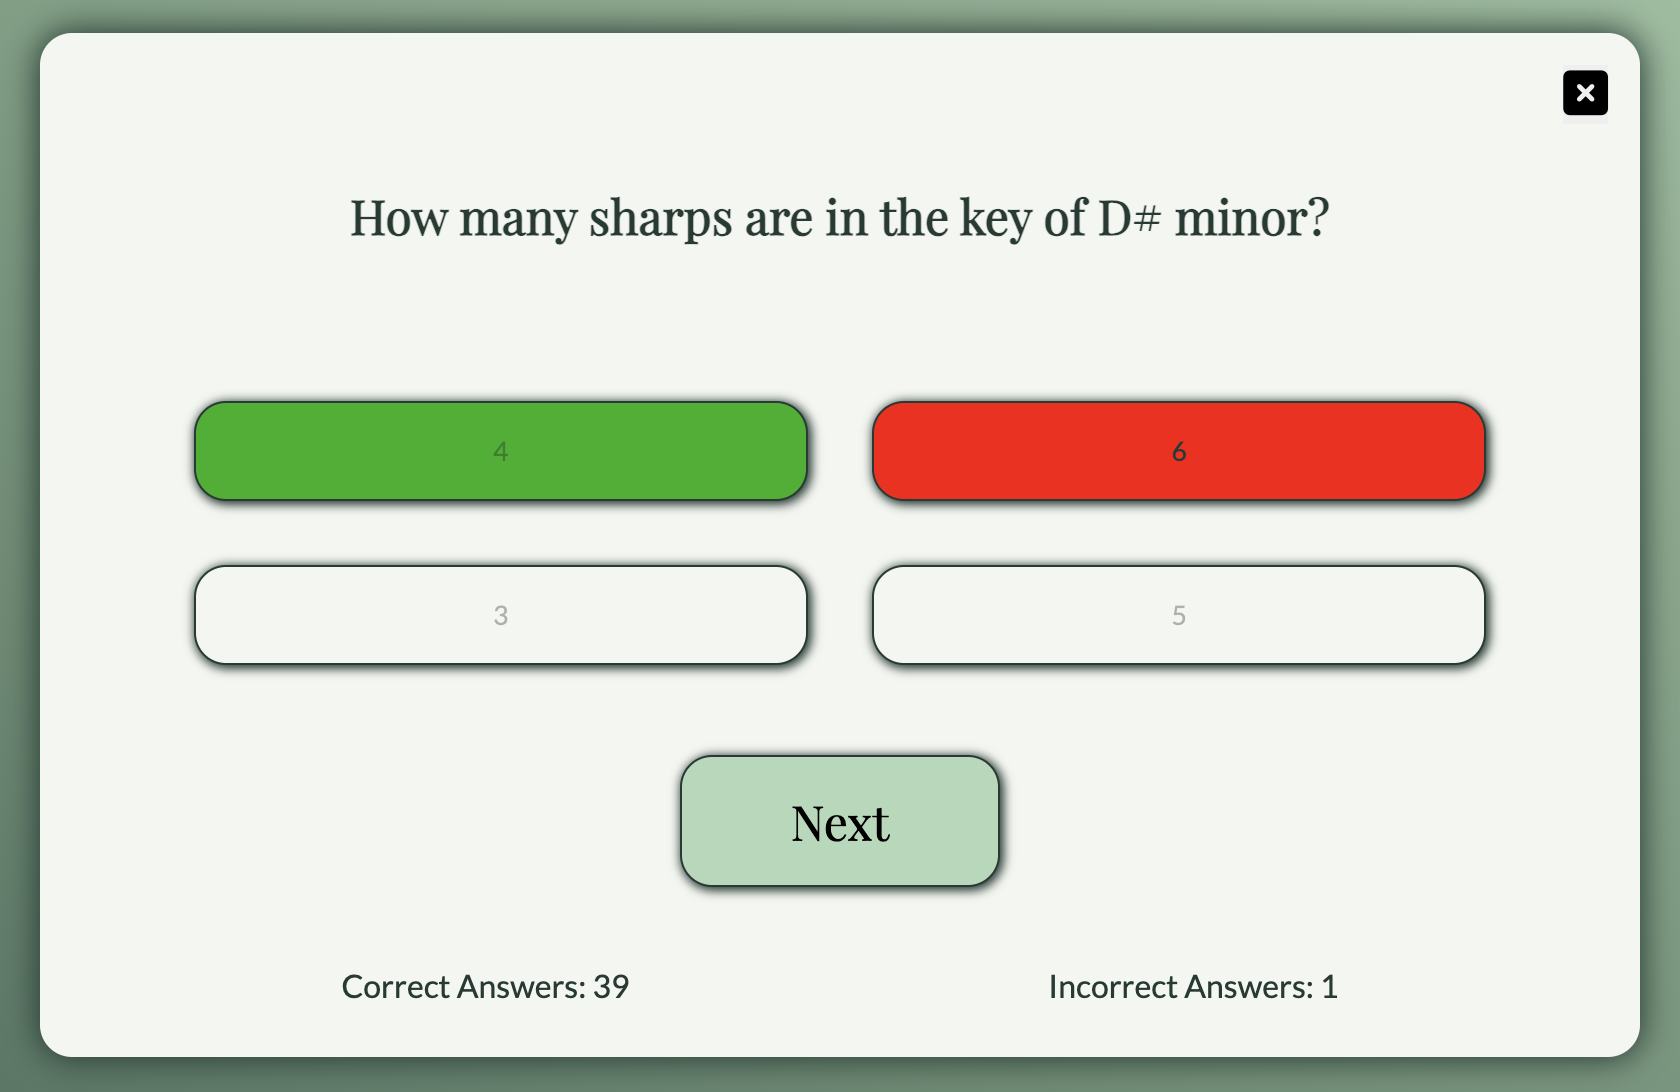 How many sharps are in the key of D# minor?
4
6
3
5
Next
Correct Answers: 39
Incorrect Answers: 1